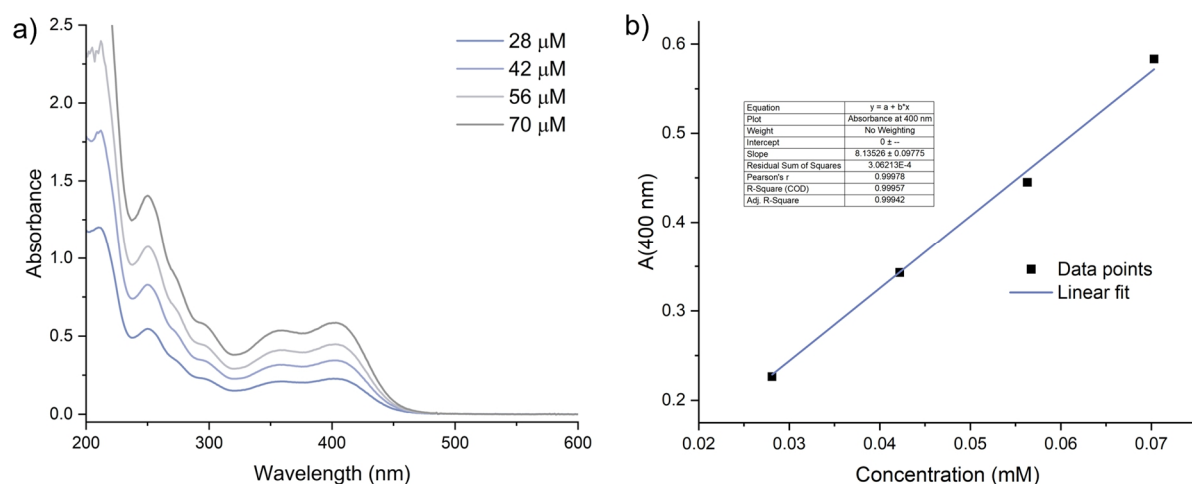 a)
2.5
2.0
1.5
1.0
0.5
0.0
Absorbance
28 μM
42 μM
56 μM
70 μM
200 300 400 500 600
Wavelength (nm)
b)
0.6
0.5
0.4
0.3
0.2
A(400 nm)
Equation y = a + b*x
Plot Absorbance at 400 nm
Weight No Weighting
Intercept 0 ± --
Slope 8.13526 ± 0.09775
Residual Sum of Squares 3.06213E-4
Pearson's r 0.99978
R-Square (COD) 0.99957
Adj. R-Square 0.99942
Data points
Linear fit
0.02 0.03 0.04 0.05 0.06 0.07
Concentration (mM)